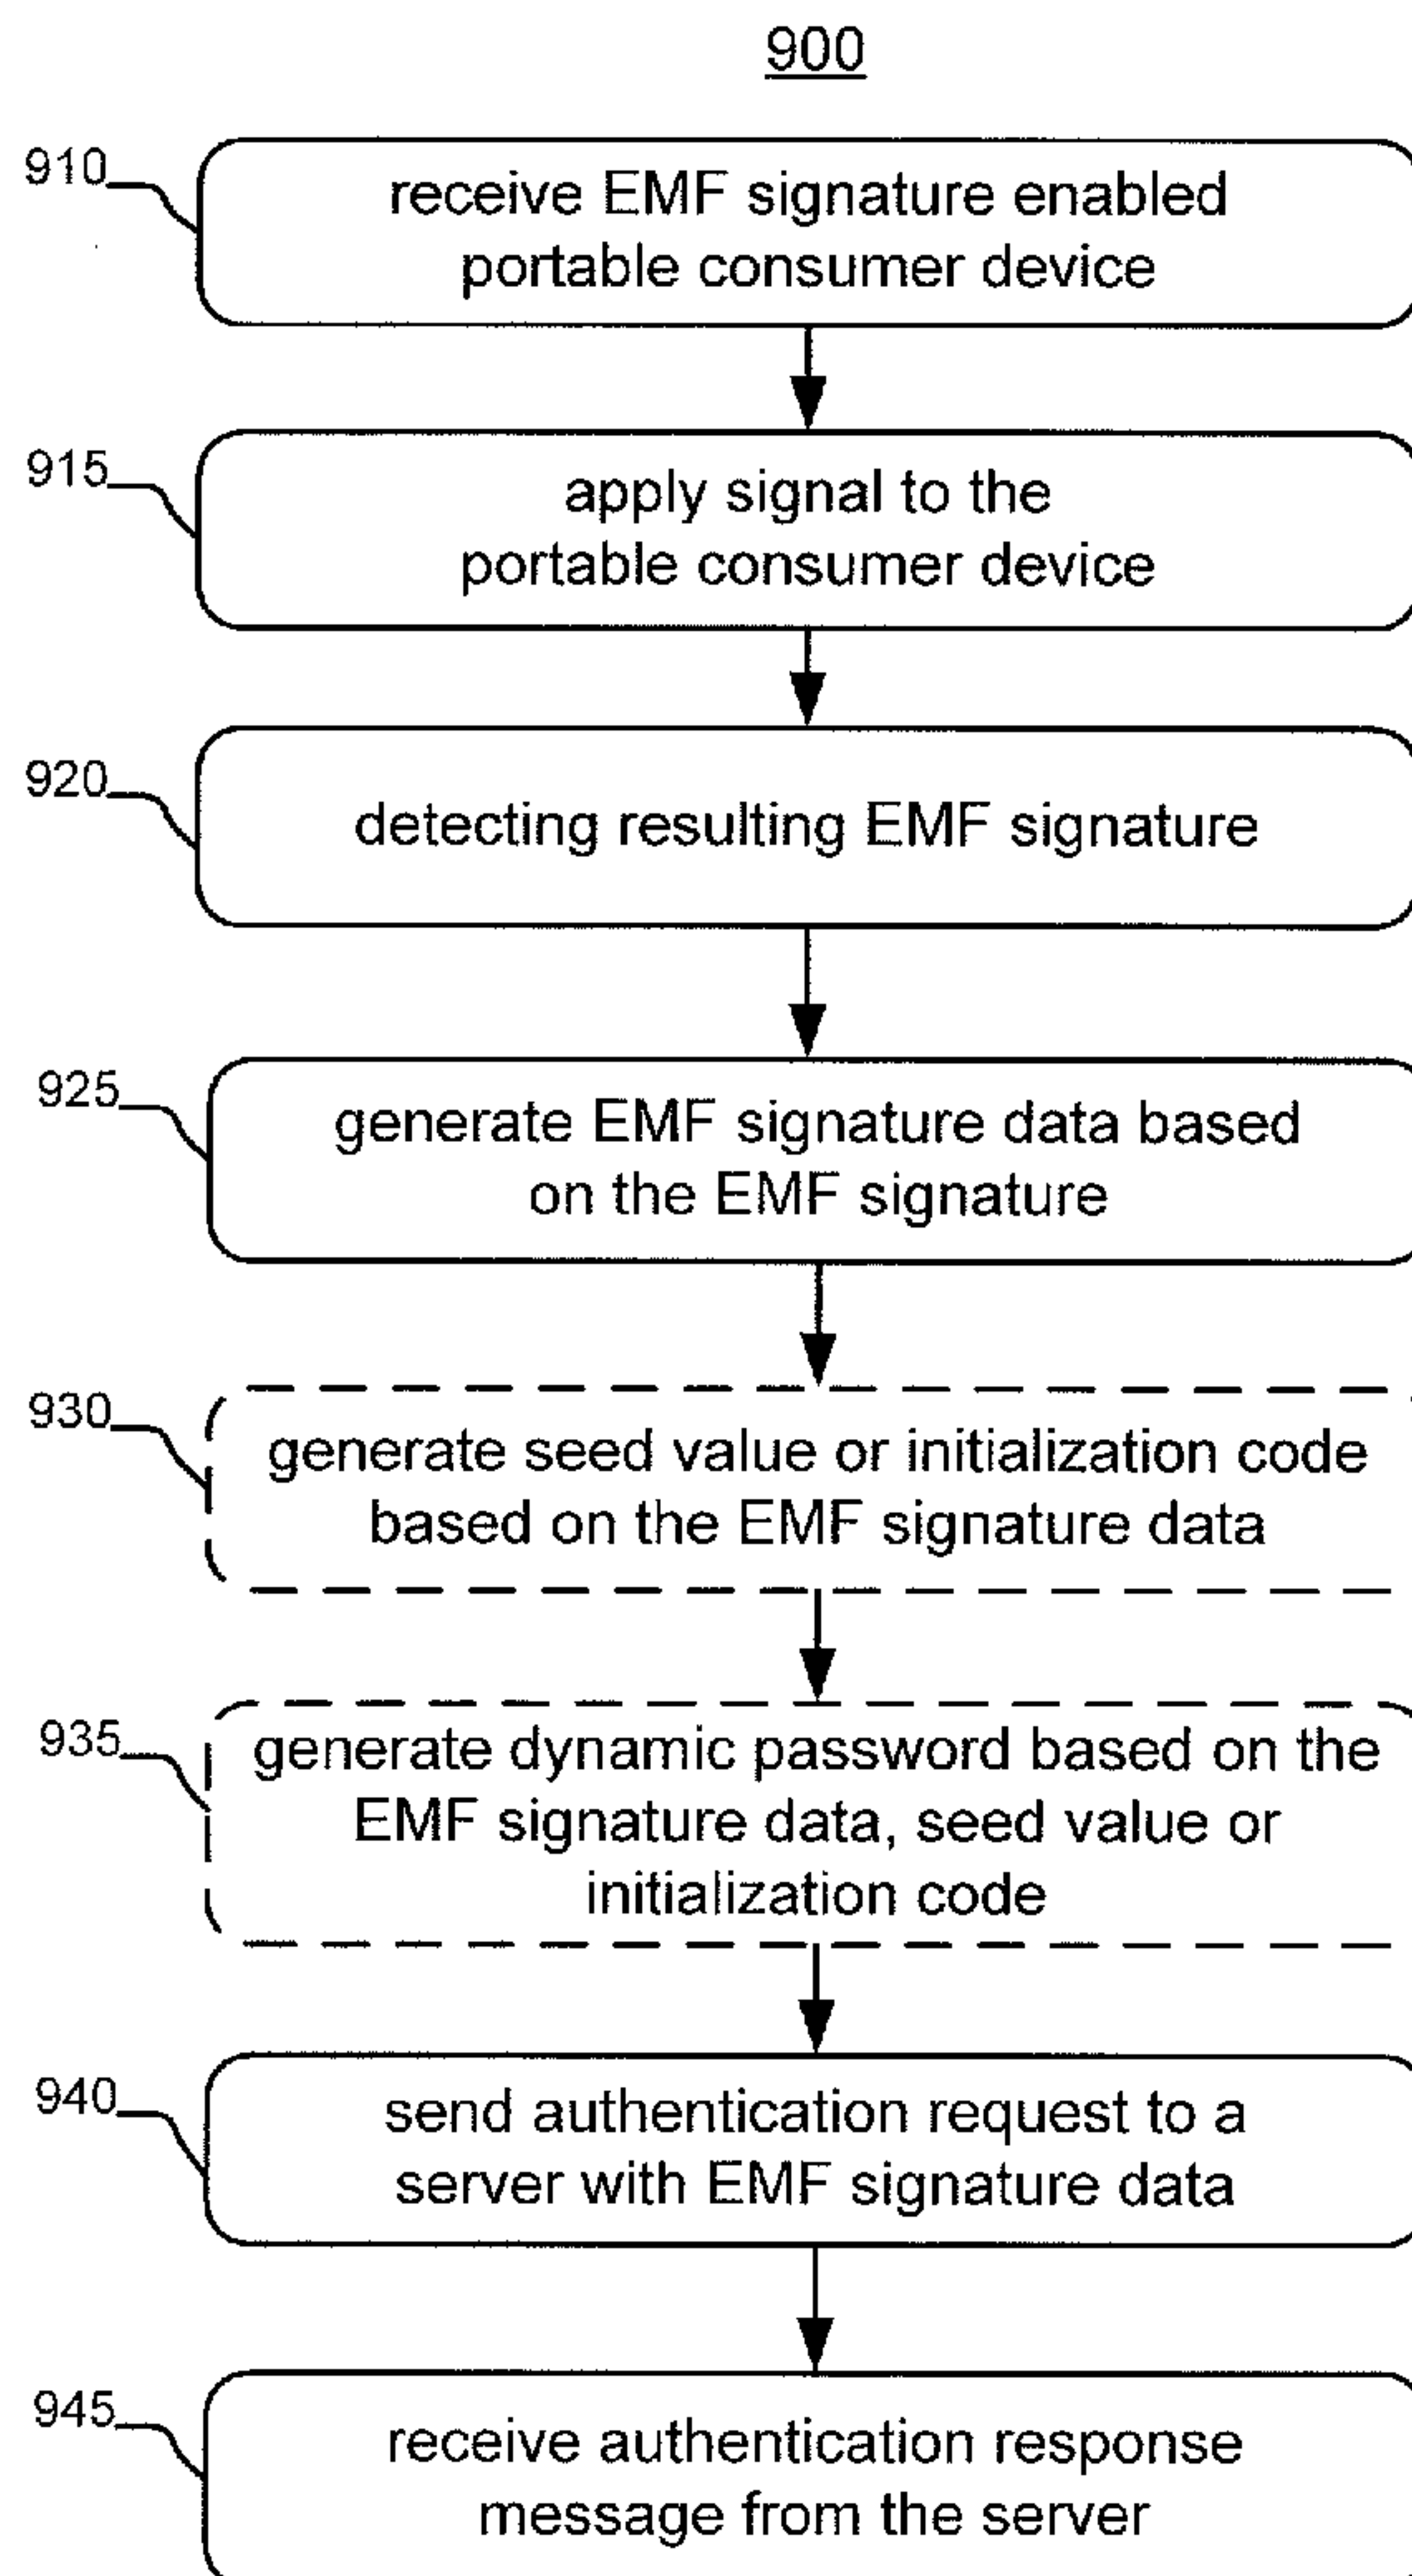 900
910
receive EMF signature enabled
portable consumer device
915
apply signal to the
portable consumer device
920
detecting resulting EMF signature
925
generate EMF signature data based
on the EMF signature
930
generate seed value or initialization code
based on the EMF signature data
935
generate dynamic password based on the
EMF signature data, seed value or
initialization code
940
send authentication request to a
server with EMF signature data
945
receive authentication response
message from the server